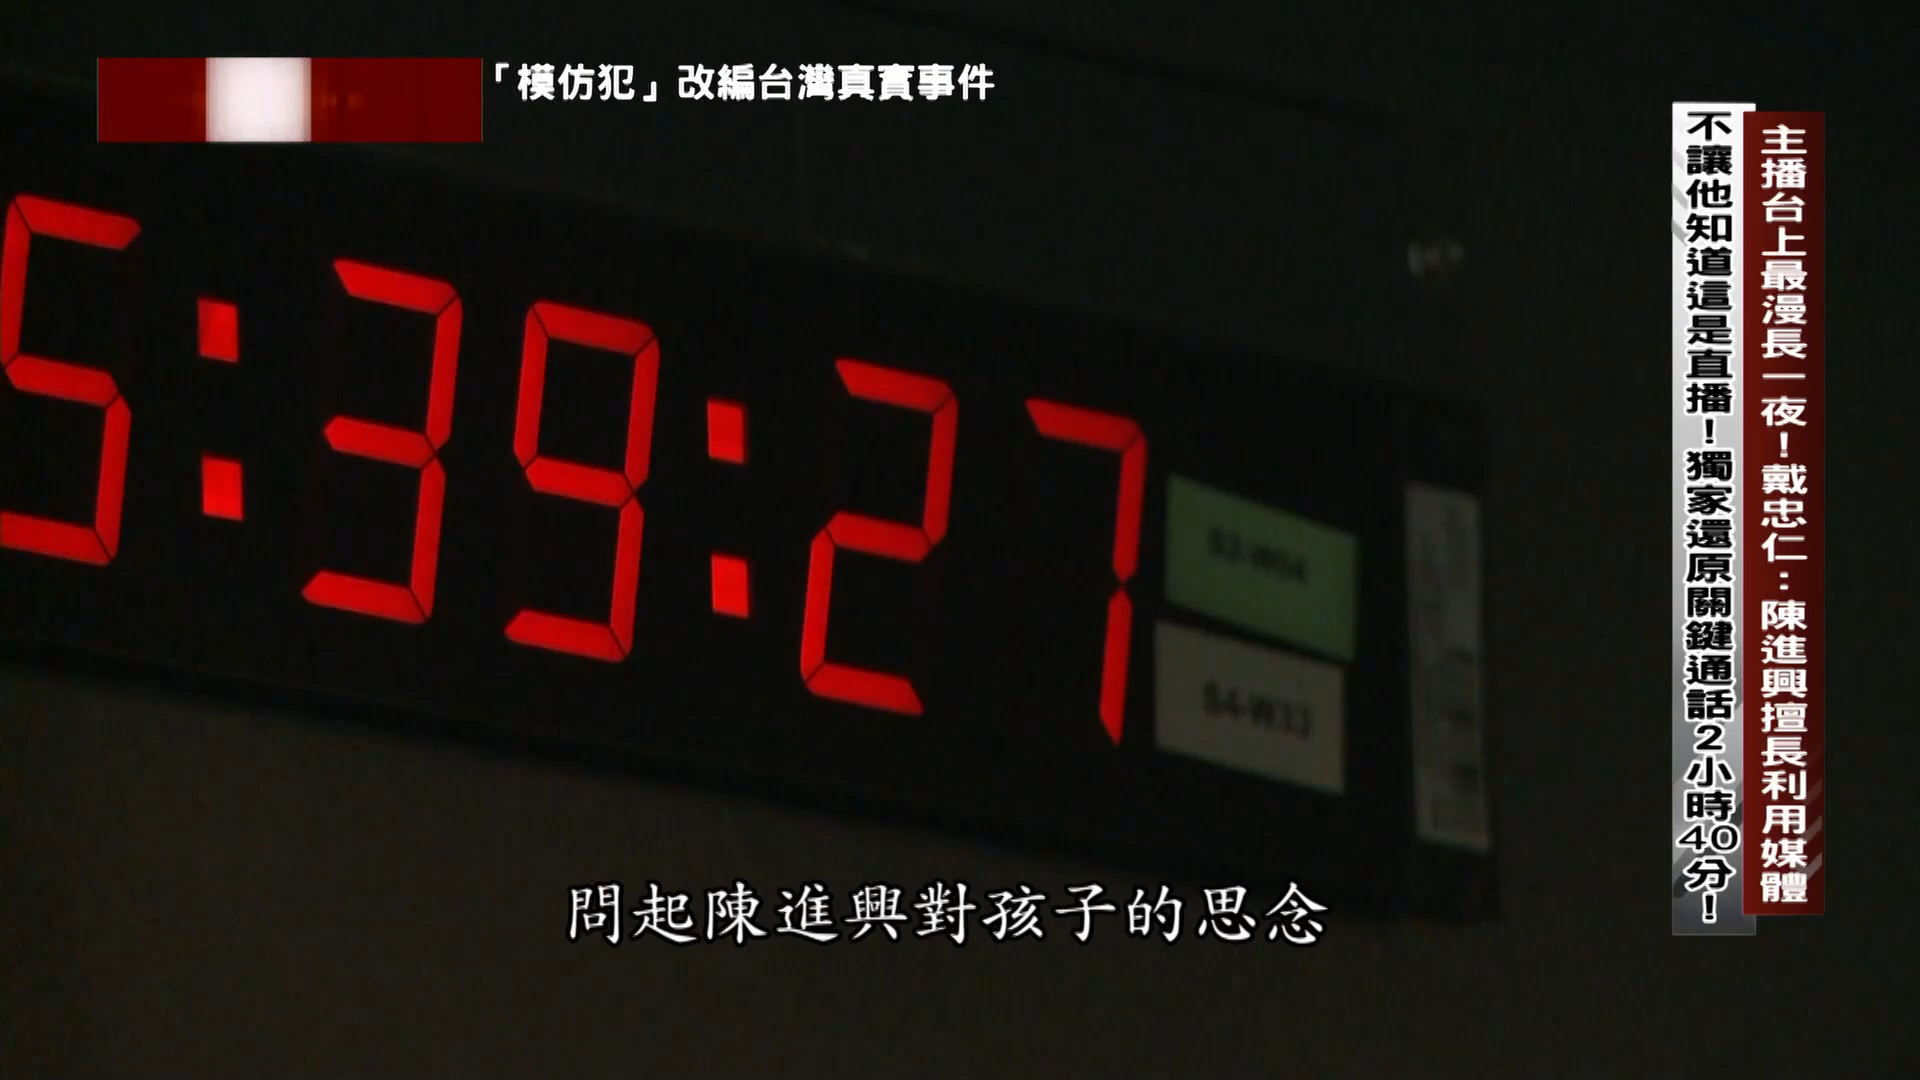 「模仿犯」改編台灣真實事件
主播台上最漫長一夜！戴忠仁：陳進興擅長利用媒體
不讓他知道這是直播！獨家還原關鍵通話2小時40分！
5:39:27
S4-W33
問起陳進興對孩子的思念